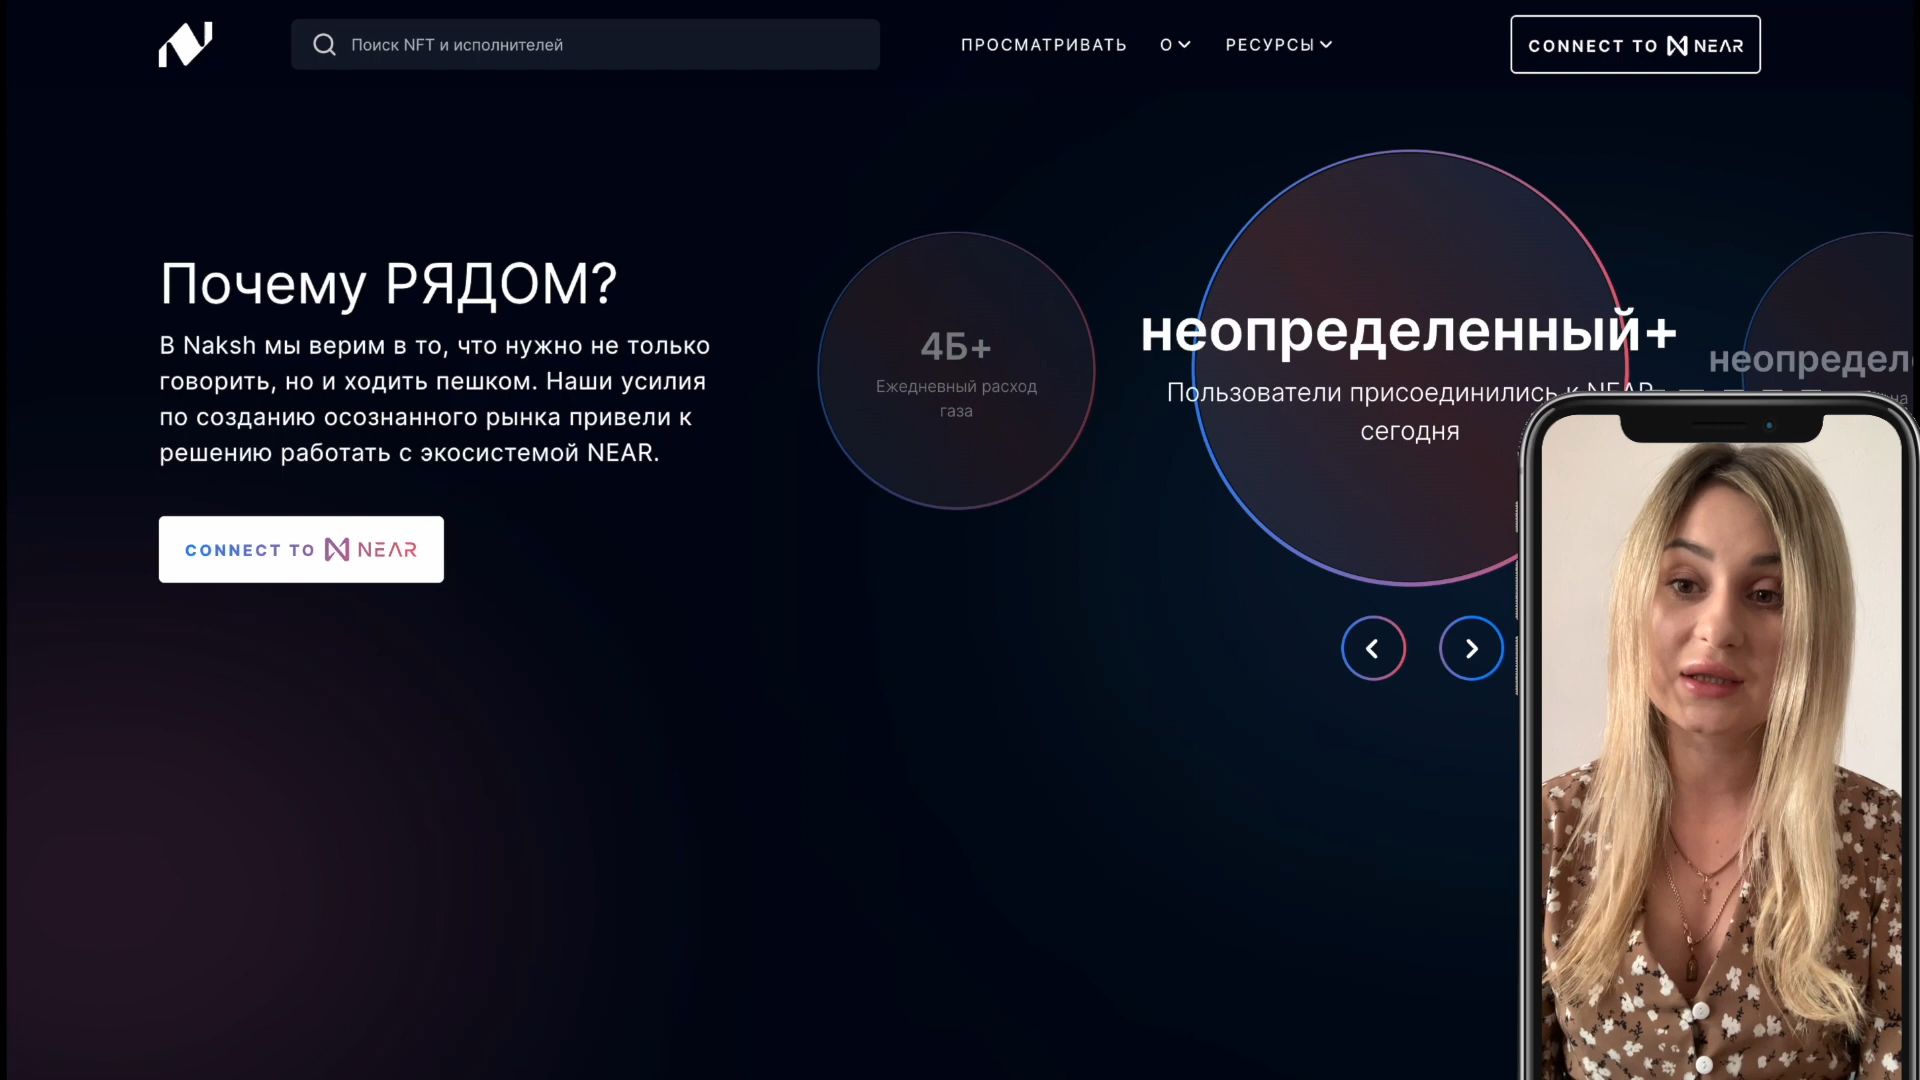 Поиск NFT и исполнителей
ПРОСМАТРИВАТЬ
О
РЕСУРСЫ
CONNECT TO NEAR
Почему РЯДОМ?
В Naksh мы верим в то, что нужно не только
говорить, но и ходить пешком. Наши усилия
по созданию осознанного рынка привели к
решению работать с экосистемой NEAR.
CONNECT TO NEAR
4Б+
Ежедневный расход
газа
неопределенный+
Пользователи присоединились к NEAR
сегодня